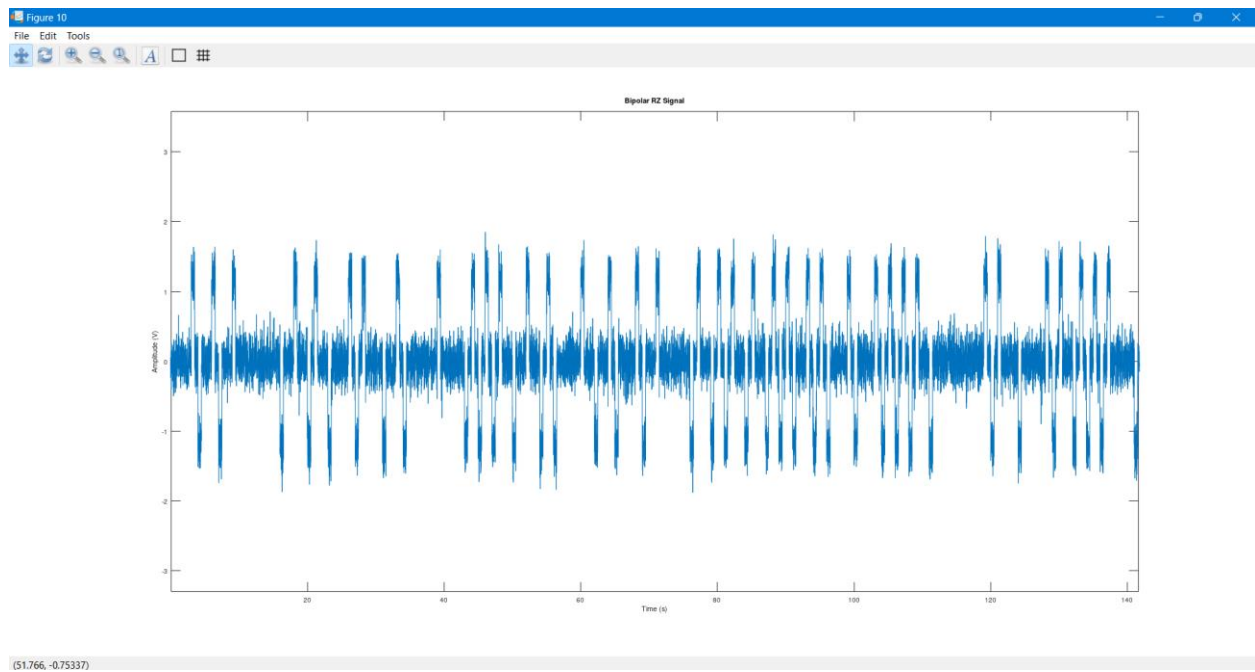 Figure 10
File Edit Tools
A
Bipolar RZ Signal
3
2
1
0
-1
-2
-3
Amplitude (V)
20 40 60 80 100 120 140
Time (s)
(51.766, -0.75337)